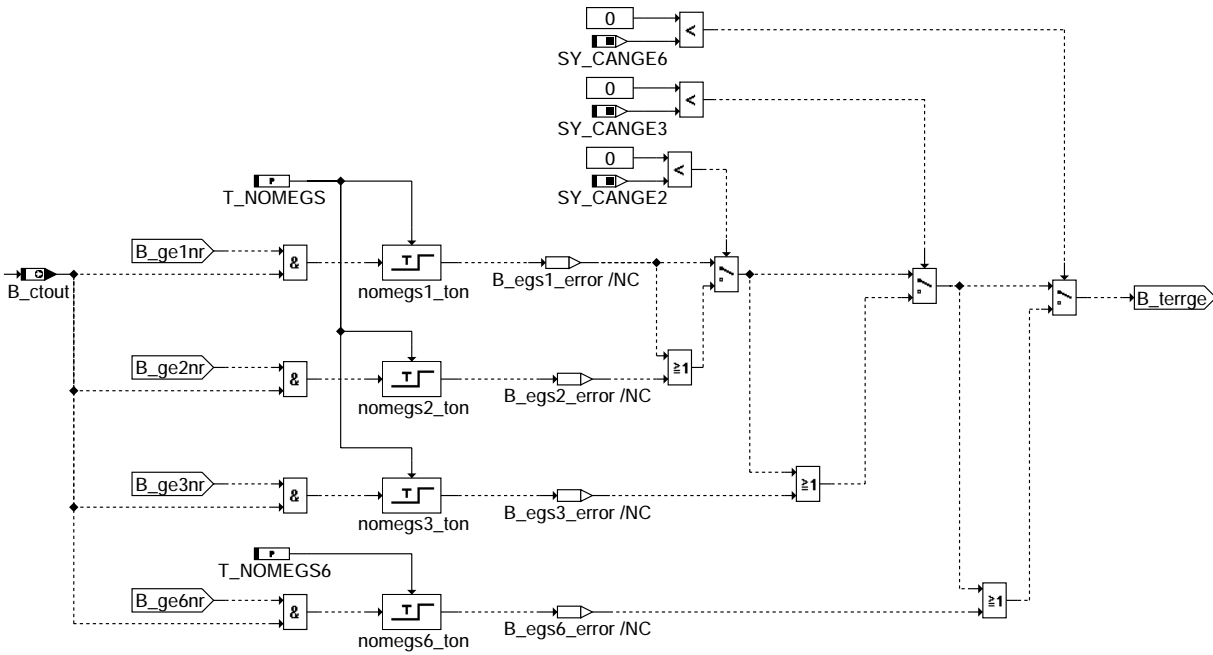 0
<
SY_CANGE6
0
<
SY_CANGE3
0
<
SY_CANGE2
P
T_NOMEGS
B_ge1nr
&
T
B_ctout
nomegs1_ton
B_egs1_error /NC
B_terrge
B_ge2nr
&
T
≧1
nomegs2_ton
B_egs2_error /NC
B_ge3nr
&
T
≧1
nomegs3_ton
B_egs3_error /NC
P
T_NOMEGS6
B_ge6nr
&
T
≧1
nomegs6_ton
B_egs6_error /NC